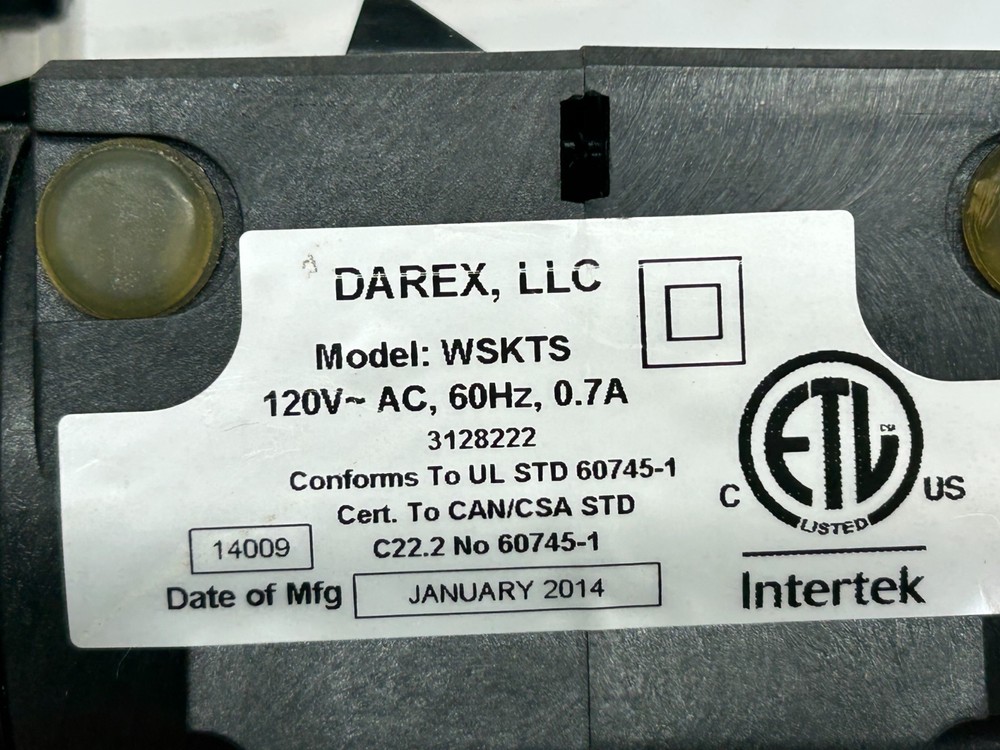 DAREX, LLC
Model: WSKTS
120V~ AC, 60Hz, 0.7A
3128222
Conforms To UL STD 60745-1
Cert. To CAN/CSA STD
C22.2 No 60745-1
14009
Date of Mfg JANUARY 2014
ETL
C US
LISTED
Intertek